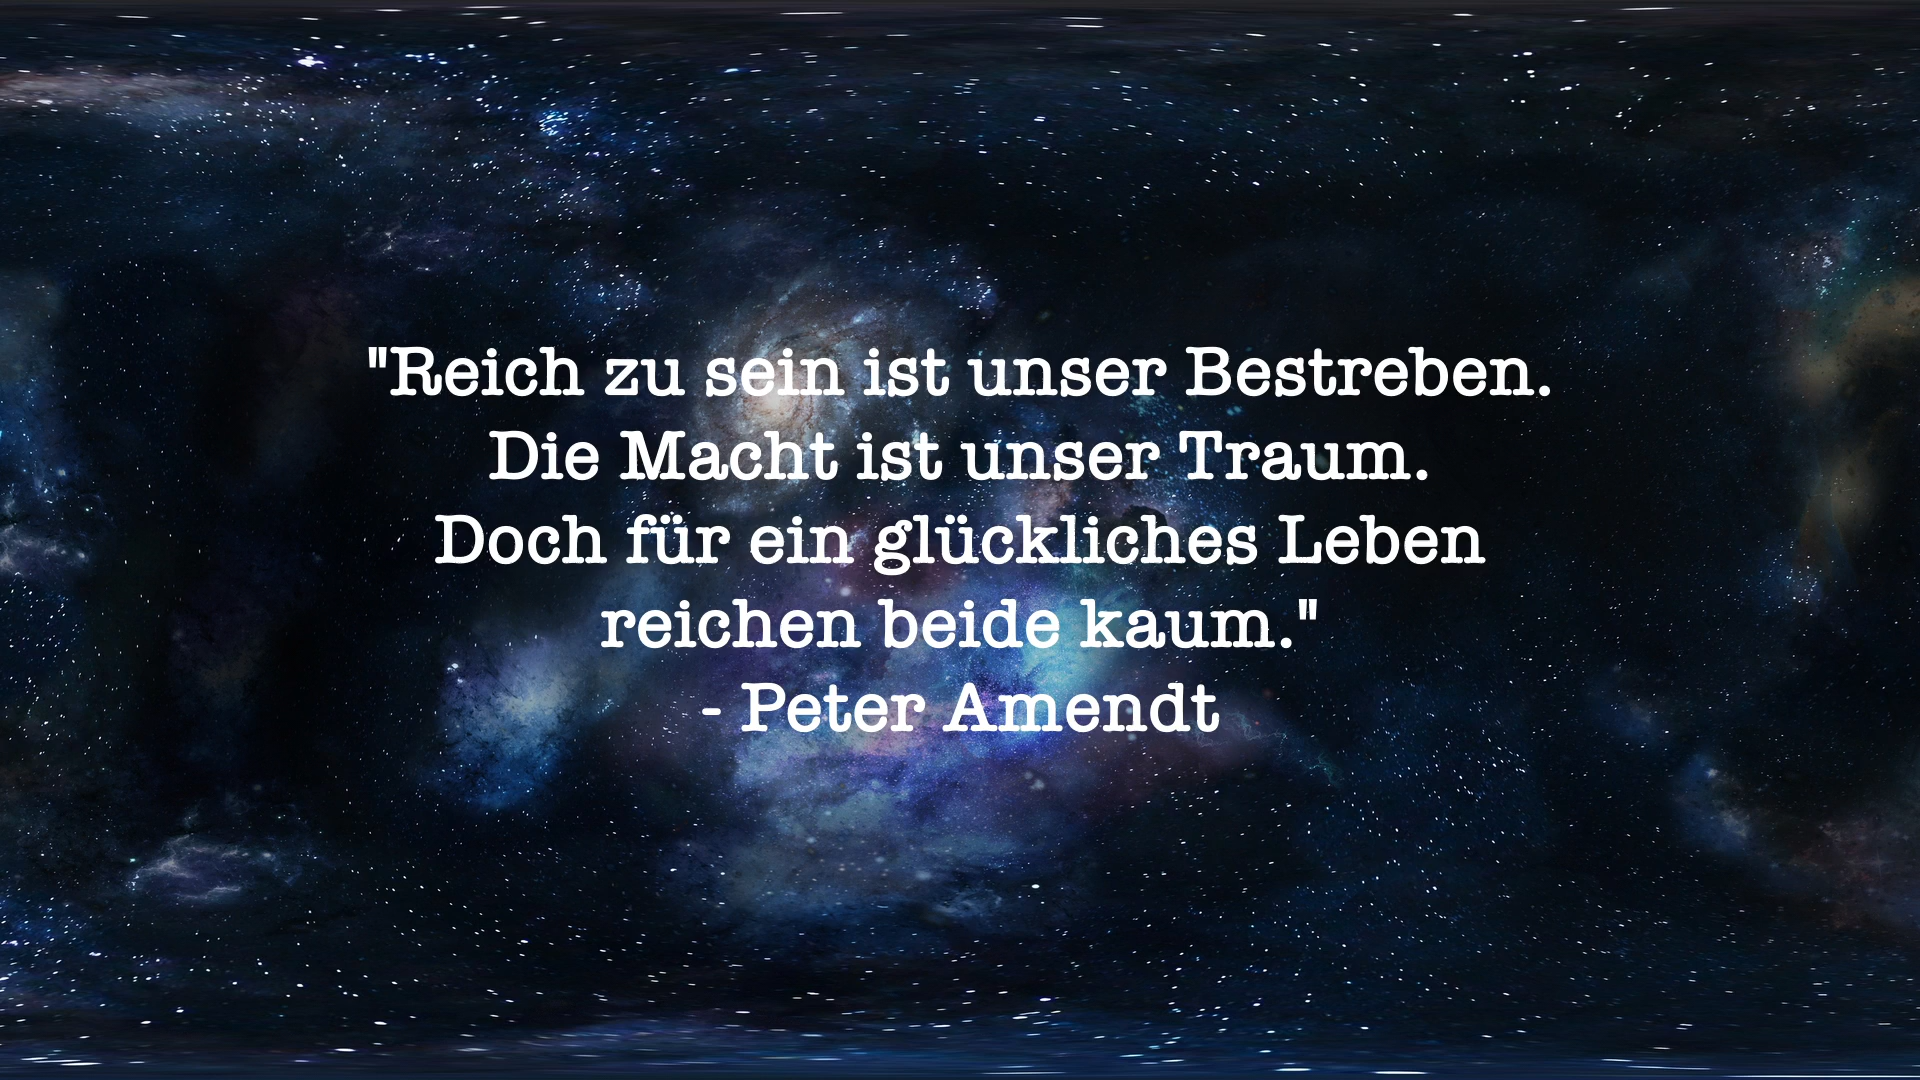 "Reich zu sein ist unser Bestreben.
Die Macht ist unser Traum.
Doch für ein glückliches Leben
reichen beide kaum."
- Peter Amendt